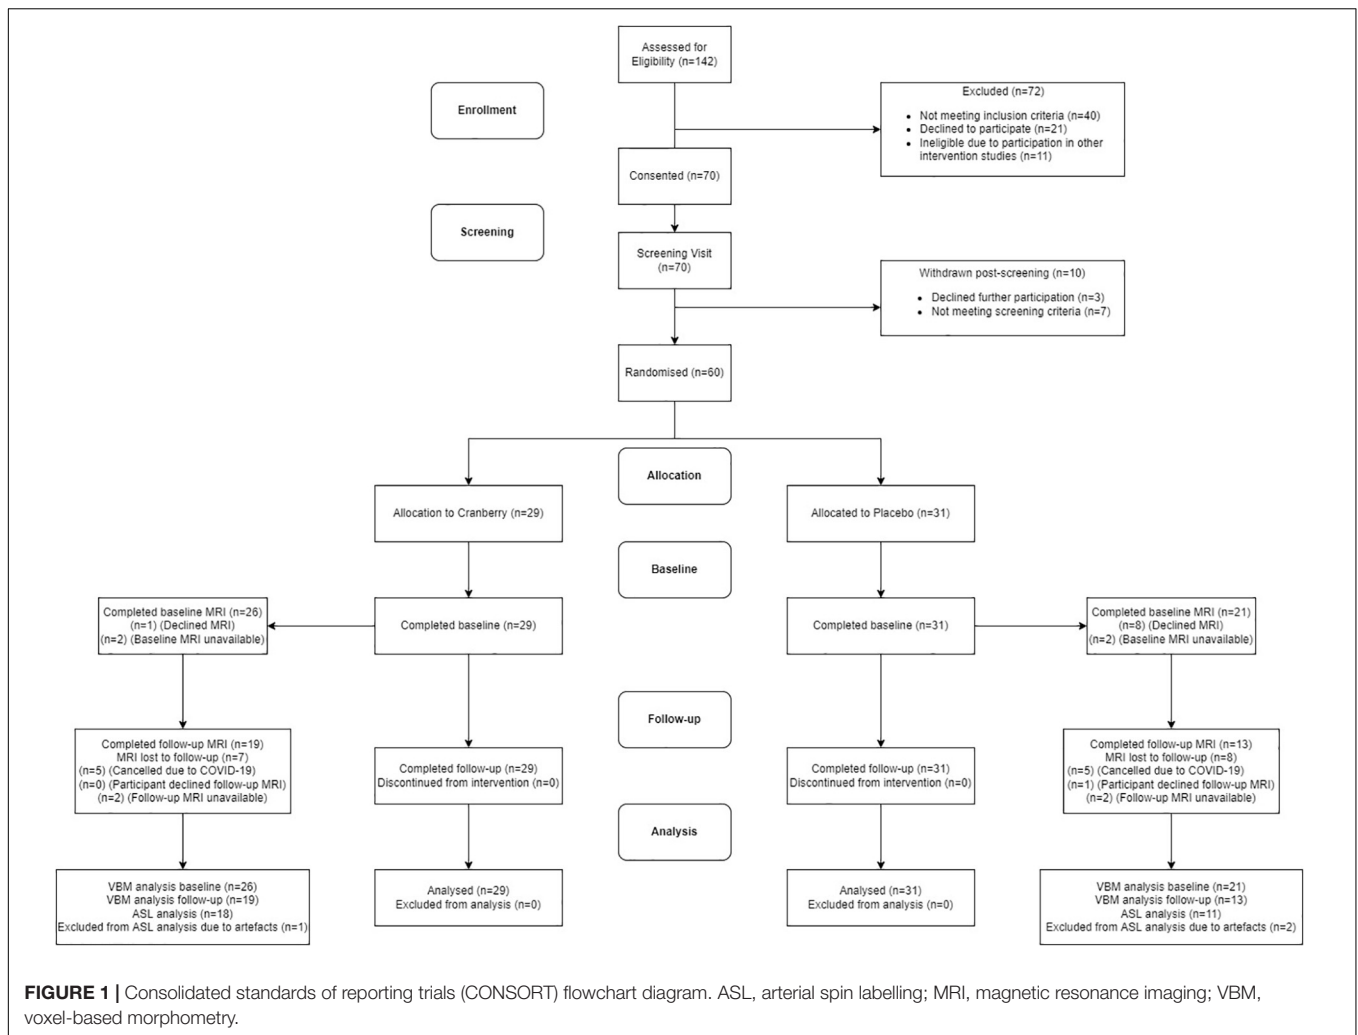 Assessed for
Eligibility (n=142)
Enrollment
Excluded (n=72)
• Not meeting inclusion criteria (n=40)
• Declined to participate (n=21)
• Ineligible due to participation in other
intervention studies (n=11)
Consented (n=70)
Screening
Screening Visit
(n=70)
Withdrawn post-screening (n=10)
• Declined further participation (n=3)
• Not meeting screening criteria (n=7)
Randomised (n=60)
Allocation
Allocation to Cranberry (n=29)
Allocated to Placebo (n=31)
Baseline
Completed baseline MRI (n=26)
(n=1) (Declined MRI)
(n=2) (Baseline MRI unavailable)
Completed baseline (n=29)
Completed baseline (n=31)
Completed baseline MRI (n=21)
(n=8) (Declined MRI)
(n=2) (Baseline MRI unavailable)
Follow-up
Completed follow-up MRI (n=19)
MRI lost to follow-up (n=7)
(n=5) (Cancelled due to COVID-19)
(n=0) (Participant declined follow-up MRI)
(n=2) (Follow-up MRI unavailable)
Completed follow-up (n=29)
Discontinued from intervention (n=0)
Completed follow-up (n=31)
Discontinued from intervention (n=0)
Completed follow-up MRI (n=13)
MRI lost to follow-up (n=8)
(n=5) (Cancelled due to COVID-19)
(n=1) (Participant declined follow-up MRI)
(n=2) (Follow-up MRI unavailable)
Analysis
VBM analysis baseline (n=26)
VBM analysis follow-up (n=19)
ASL analysis (n=18)
Excluded from ASL analysis due to artefacts (n=1)
Analysed (n=29)
Excluded from analysis (n=0)
Analysed (n=31)
Excluded from analysis (n=0)
VBM analysis baseline (n=21)
VBM analysis follow-up (n=13)
ASL analysis (n=11)
Excluded from ASL analysis due to artefacts (n=2)
FIGURE 1 | Consolidated standards of reporting trials (CONSORT) flowchart diagram. ASL, arterial spin labelling; MRI, magnetic resonance imaging; VBM,
voxel-based morphometry.